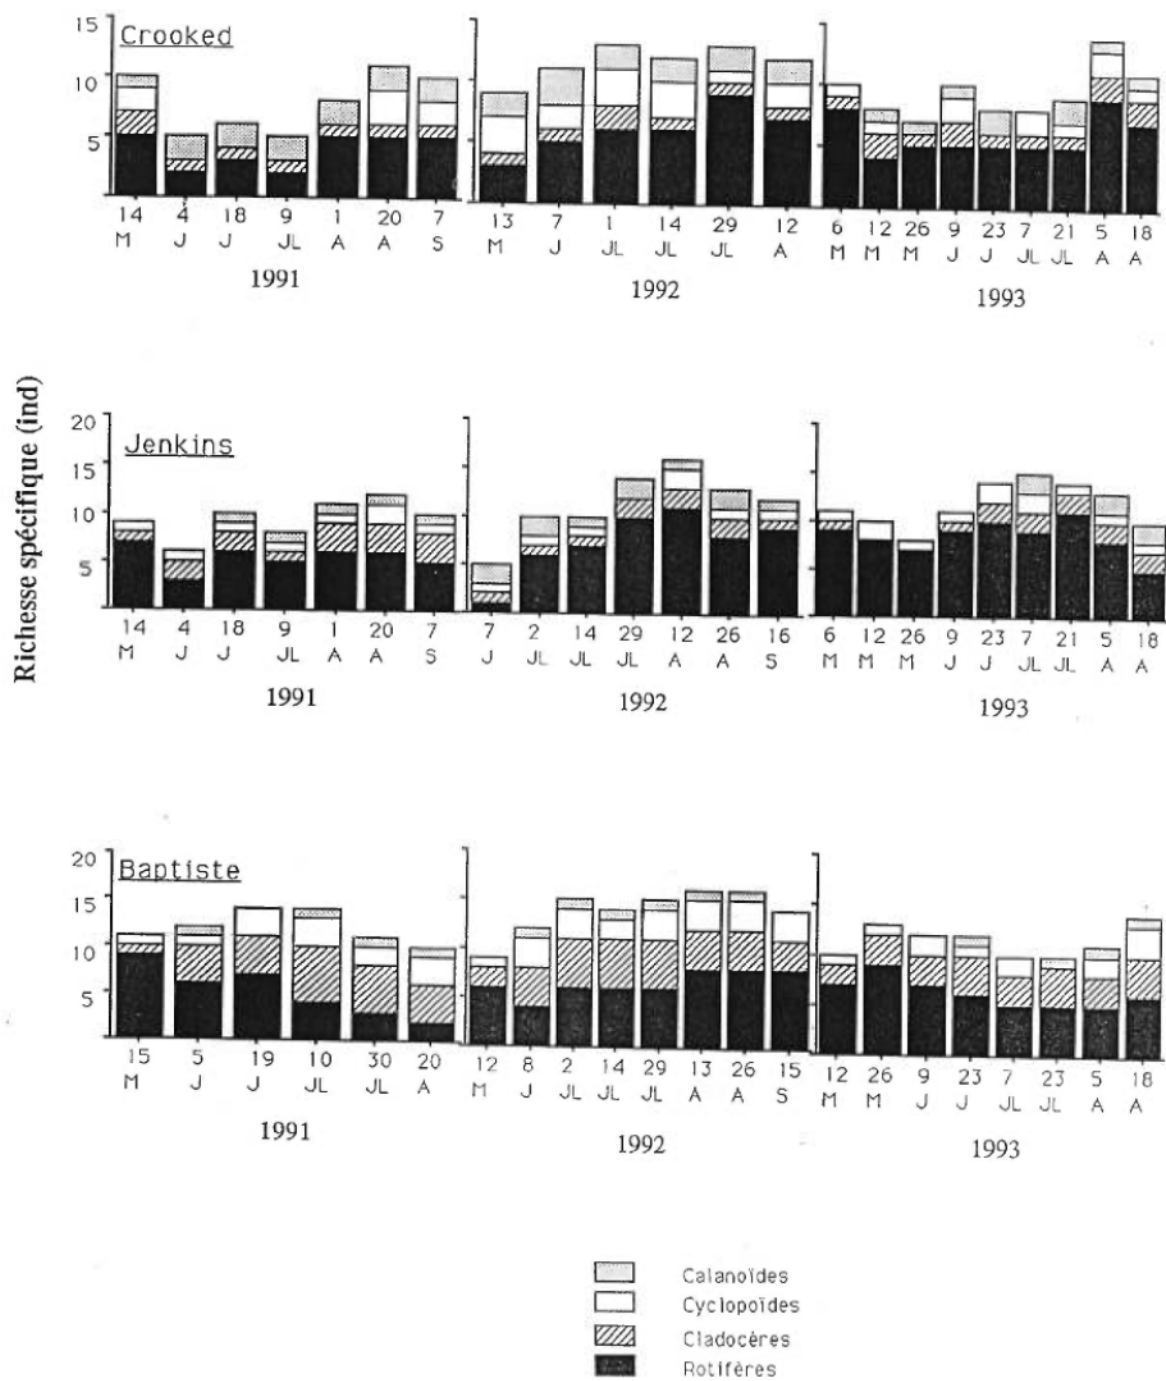 Richesse spécifique (ind)
Crooked
15
10
5
14 4 18 9 1 20 7
M J J JL A A S
1991
13 7 1 14 29 12
M J JL JL JL A
1992
6 12 26 9 23 7 21 5 18
M M M J J JL JL A A
1993
Jenkins
20
15
10
5
14 4 18 9 1 20 7
M J J JL A A S
1991
7 2 14 29 12 26 16
J JL JL JL A A S
1992
6 12 26 9 23 7 21 5 18
M M M J J JL JL A A
1993
Baptiste
20
15
10
5
15 5 19 10 30 20
M J J JL JL A
1991
12 8 2 14 29 13 26 15
M J JL JL JL A A S
1992
12 26 9 23 7 23 5 18
M M J J JL JL A A
1993
Calanoïdes
Cyclopoïdes
Cladocères
Rotifères